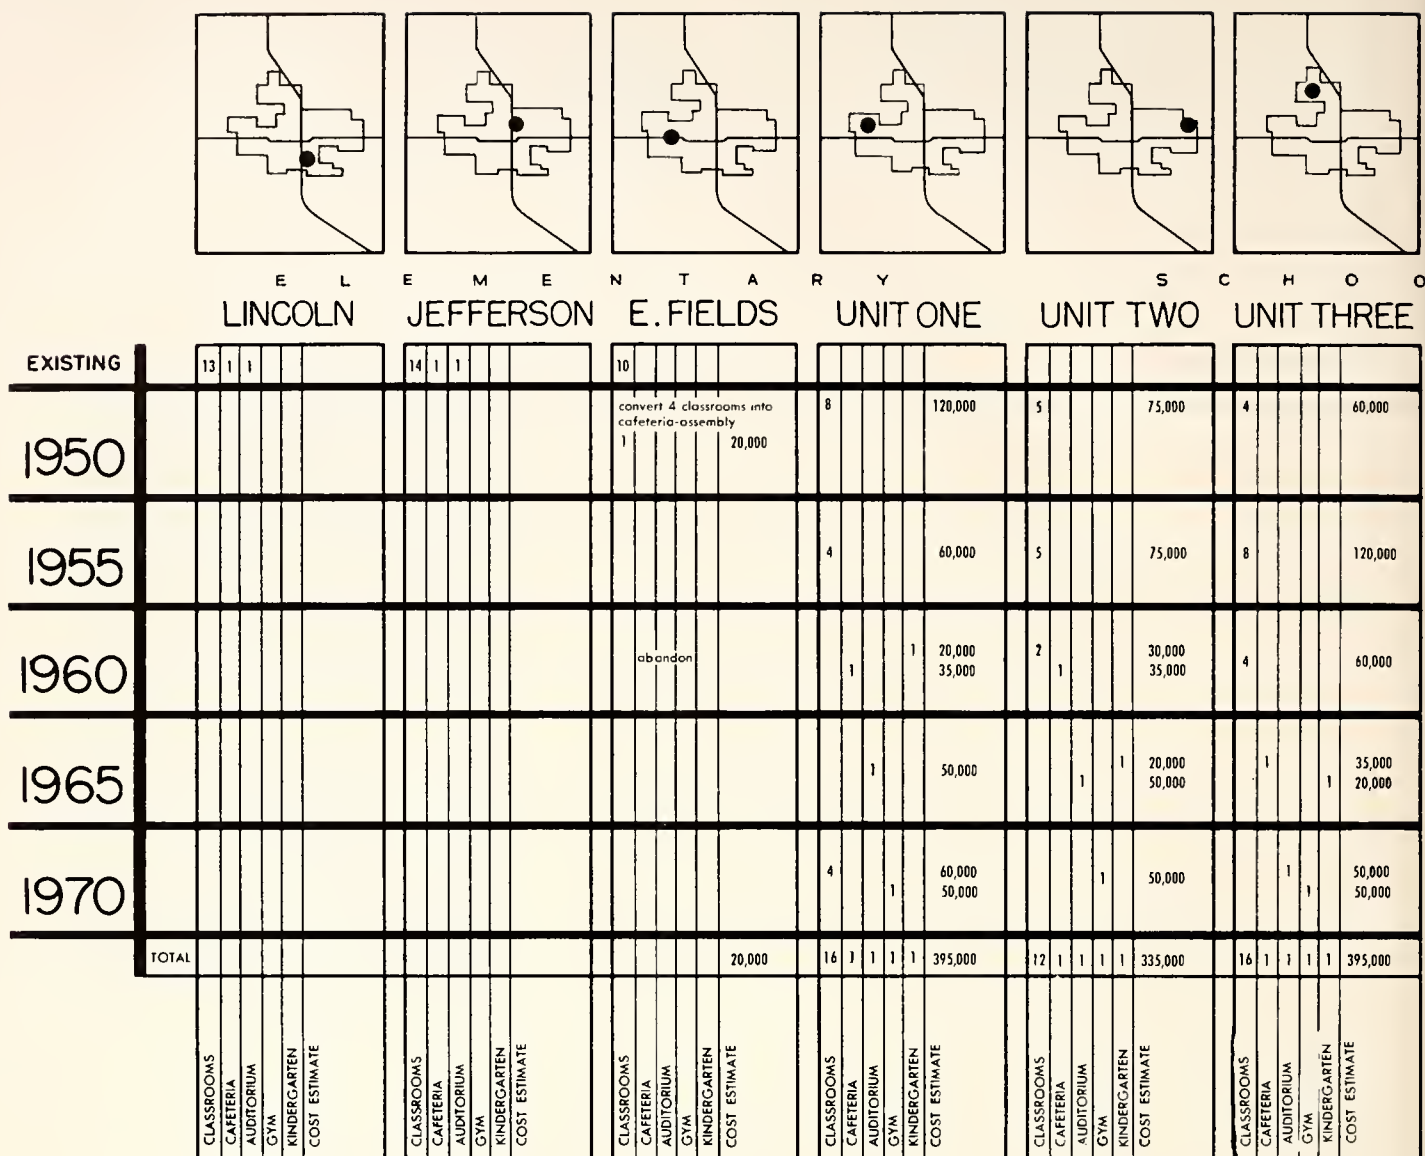 E L E M E N T A R Y S C H O O
LINCOLN JEFFERSON E. FIELDS UNIT ONE UNIT TWO UNIT THREE
EXISTING 13 1 1 14 1 1 10
1950
convert 4 classrooms into
cafeteria-assembly
1 20,000
8 120,000 5 75,000 4 60,000
1955 4 60,000 5 75,000 8 120,000
1960
abandon
1 20,000
1 35,000
2 30,000
1 35,000
4 60,000
1965
1 50,000
1 20,000
1 50,000
1 35,000
1 20,000
1970
4 60,000
1 50,000
1 50,000
1 50,000
1 50,000
TOTAL 20,000 16 1 1 1 1 395,000 12 1 1 1 1 335,000 16 1 1 1 1 395,000
CLASSROOMS
CAFETERIA
AUDITORIUM
GYM
KINDERGARTEN
COST ESTIMATE
CLASSROOMS
CAFETERIA
AUDITORIUM
GYM
KINDERGARTEN
COST ESTIMATE
CLASSROOMS
CAFETERIA
AUDITORIUM
GYM
KINDERGARTEN
COST ESTIMATE
CLASSROOMS
CAFETERIA
AUDITORIUM
GYM
KINDERGARTEN
COST ESTIMATE
CLASSROOMS
CAFETERIA
AUDITORIUM
GYM
KINDERGARTEN
COST ESTIMATE
CLASSROOMS
CAFETERIA
AUDITORIUM
GYM
KINDERGARTEN
COST ESTIMATE